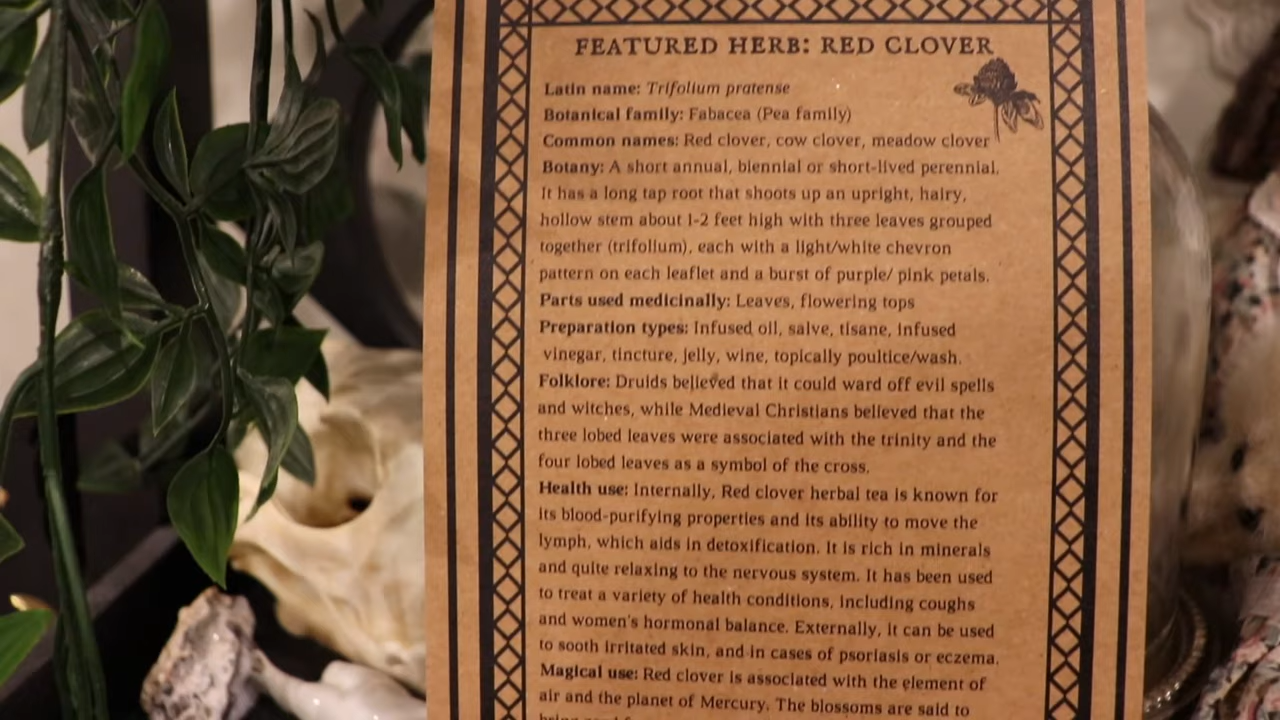 FEATURED HERB: RED CLOVER
Latin name: Trifolium pratense
Botanical family: Fabacea (Pea family)
Common names: Red clover, cow clover, meadow clover
Botany: A short annual, biennial or short-lived perennial.
It has a long tap root that shoots up an upright, hairy,
hollow stem about 1-2 feet high with three leaves grouped
together (trifolium), each with a light/white chevron
pattern on each leaflet and a burst of purple/ pink petals.
Parts used medicinally: Leaves, flowering tops
Preparation types: Infused oil, salve, tisane, infused
vinegar, tincture, jelly, wine, topically poultice/wash.
Folklore: Druids believed that it could ward off evil spells
and witches, while Medieval Christians believed that the
three lobed leaves were associated with the trinity and the
four lobed leaves as a symbol of the cross.
Health use: Internally, Red clover herbal tea is known for
its blood-purifying properties and its ability to move the
lymph, which aids in detoxification. It is rich in minerals
and quite relaxing to the nervous system. It has been used
to treat a variety of health conditions, including coughs
and women's hormonal balance. Externally, it can be used
to sooth irritated skin, and in cases of psoriasis or eczema.
Magical use: Red clover is associated with the element of
air and the planet of Mercury. The blossoms are said to